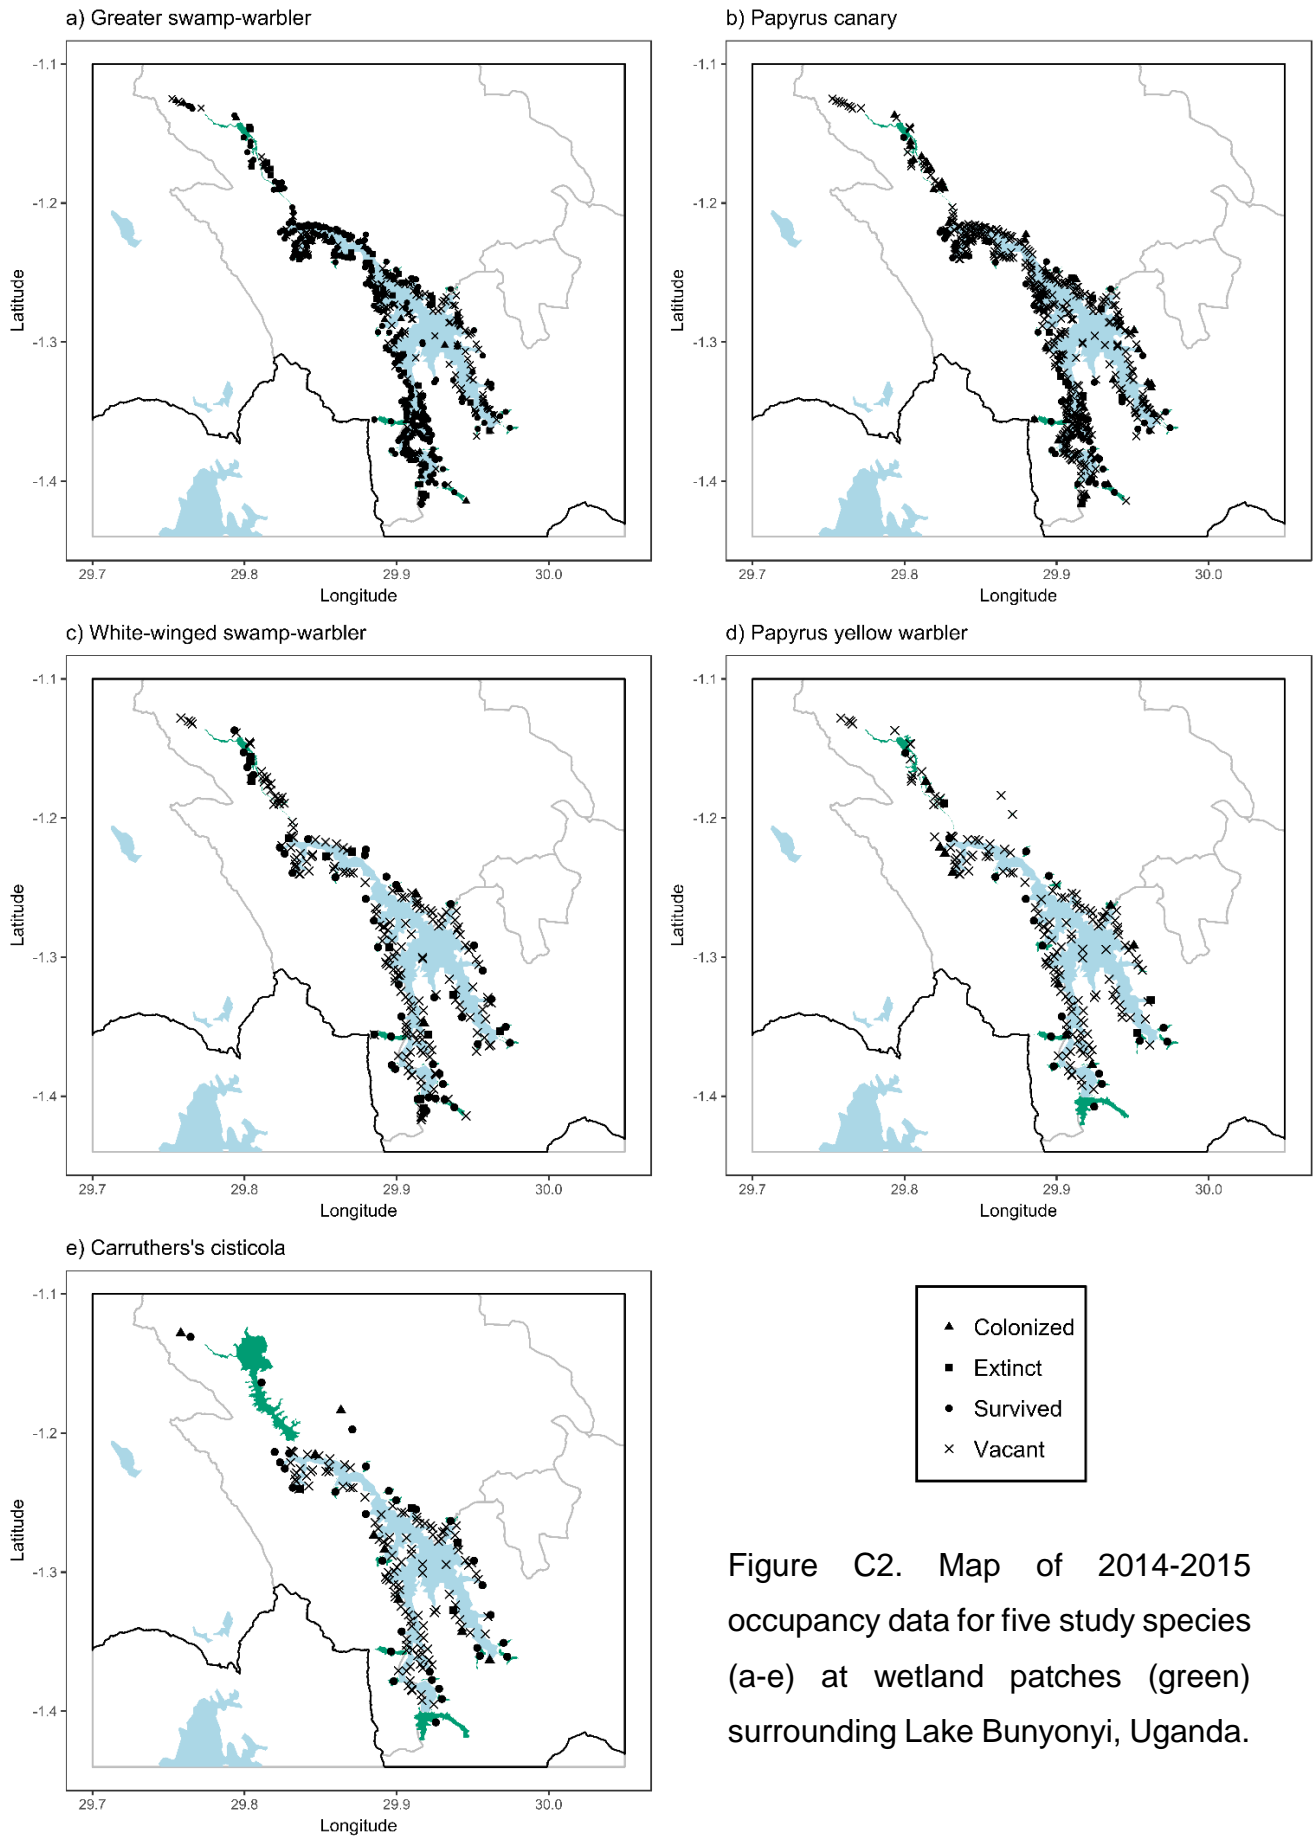 a) Greater swamp-warbler
b) Papyrus canary
-1.1
-1.2
-1.3
-1.4
Latitude
29.7 29.8 29.9 30.0
Longitude
-1.1
-1.2
-1.3
-1.4
Latitude
29.7 29.8 29.9 30.0
Longitude
c) White-winged swamp-warbler
d) Papyrus yellow warbler
-1.1
-1.2
-1.3
-1.4
Latitude
29.7 29.8 29.9 30.0
Longitude
-1.1
-1.2
-1.3
-1.4
Latitude
29.7 29.8 29.9 30.0
Longitude
e) Carruthers's cisticola
-1.1
-1.2
-1.3
-1.4
Latitude
29.7 29.8 29.9 30.0
Longitude
Colonized
Extinct
Survived
Vacant
Figure C2. Map of 2014-2015
occupancy data for five study species
(a-e) at wetland patches (green)
surrounding Lake Bunyonyi, Uganda.